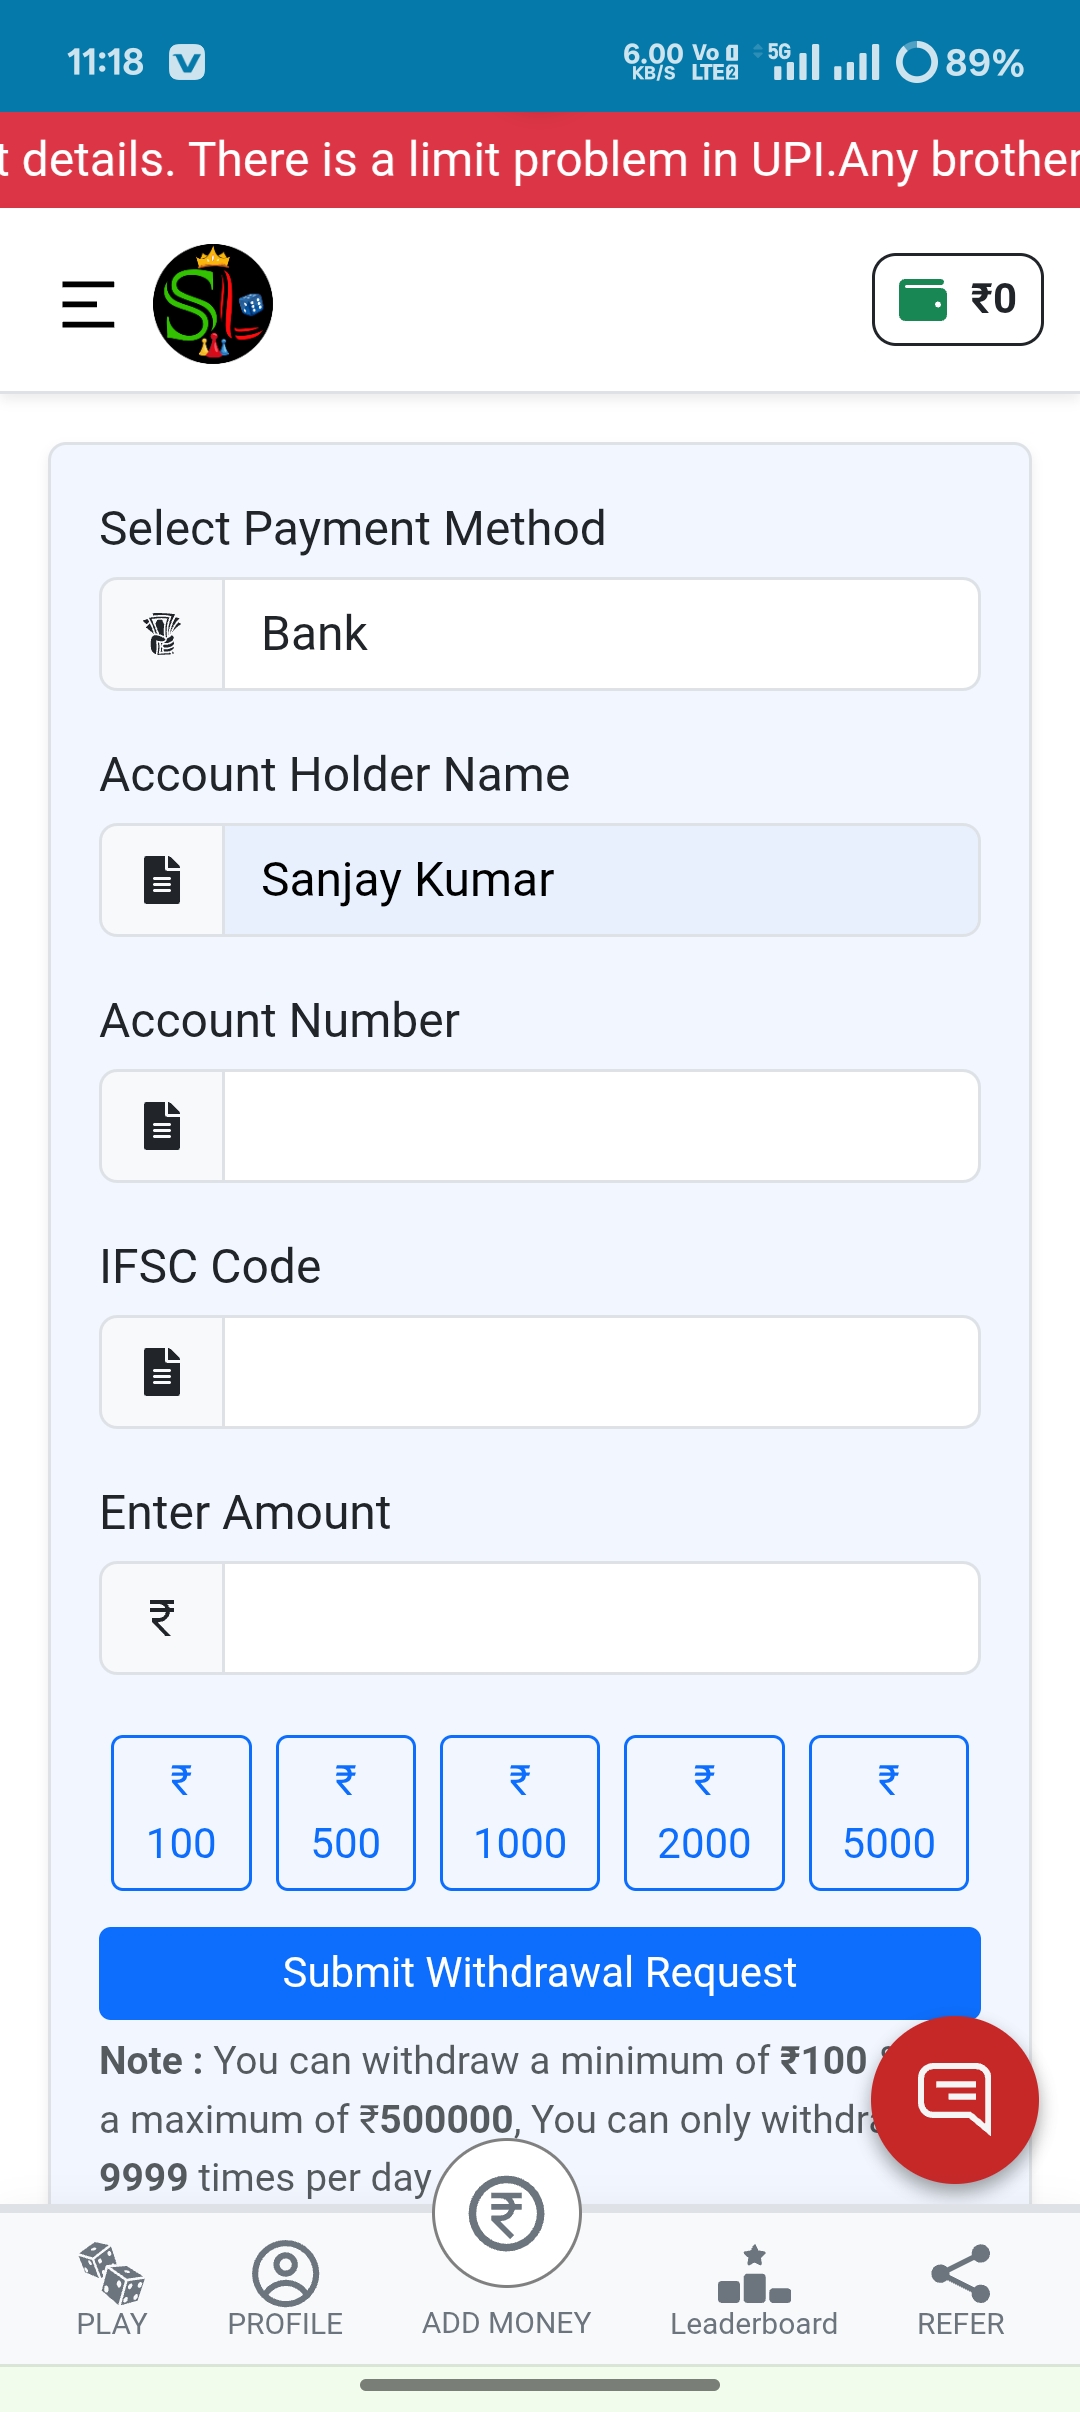 11:18
6.00 KB/S Vo LTE 1 2 5G 89%
t details. There is a limit problem in UPI.Any brother
SL
₹0
Select Payment Method
Bank
Account Holder Name
Sanjay Kumar
Account Number
IFSC Code
Enter Amount
₹
₹ 100
₹ 500
₹ 1000
₹ 2000
₹ 5000
Submit Withdrawal Request
Note : You can withdraw a minimum of ₹100
a maximum of ₹500000, You can only
9999 times per day
PLAY
PROFILE
ADD MONEY
Leaderboard
REFER